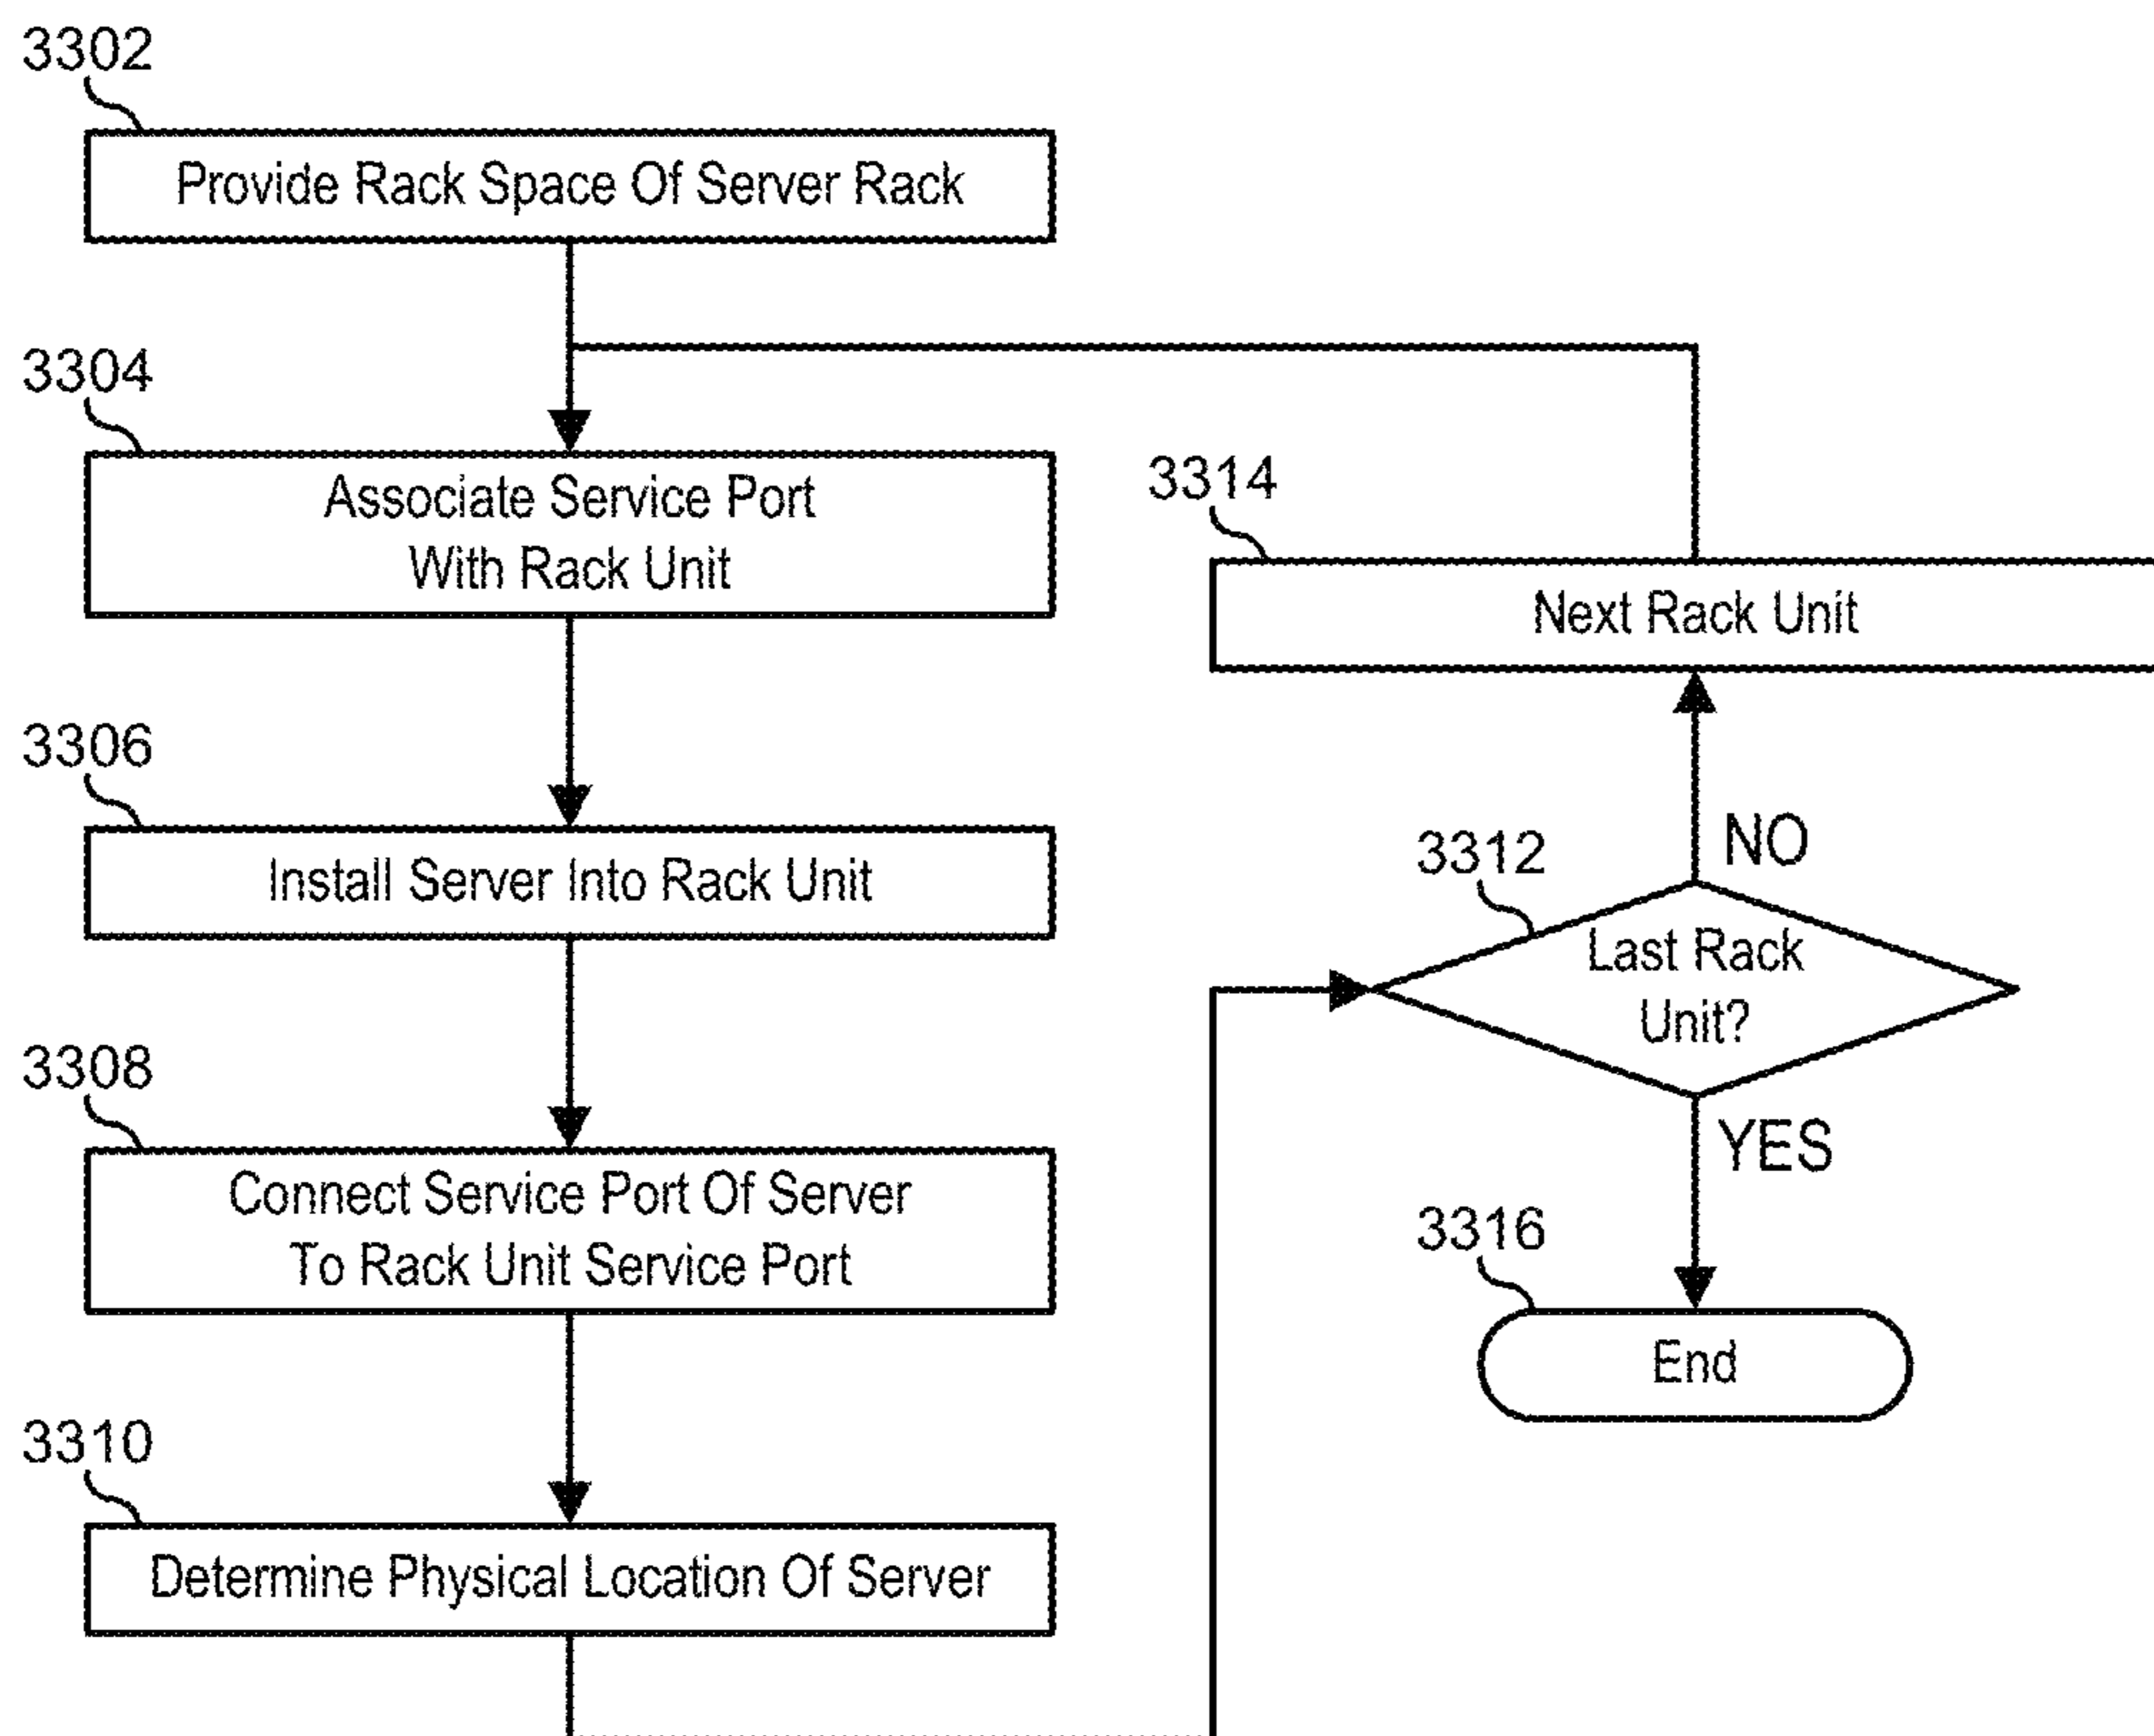 3302
Provide Rack Space Of Server Rack
3304
Associate Service Port
With Rack Unit
3306
Install Server Into Rack Unit
3308
Connect Service Port Of Server
To Rack Unit Service Port
3310
Determine Physical Location Of Server
3314
Next Rack Unit
NO
3312
Last Rack
Unit?
YES
3316
End